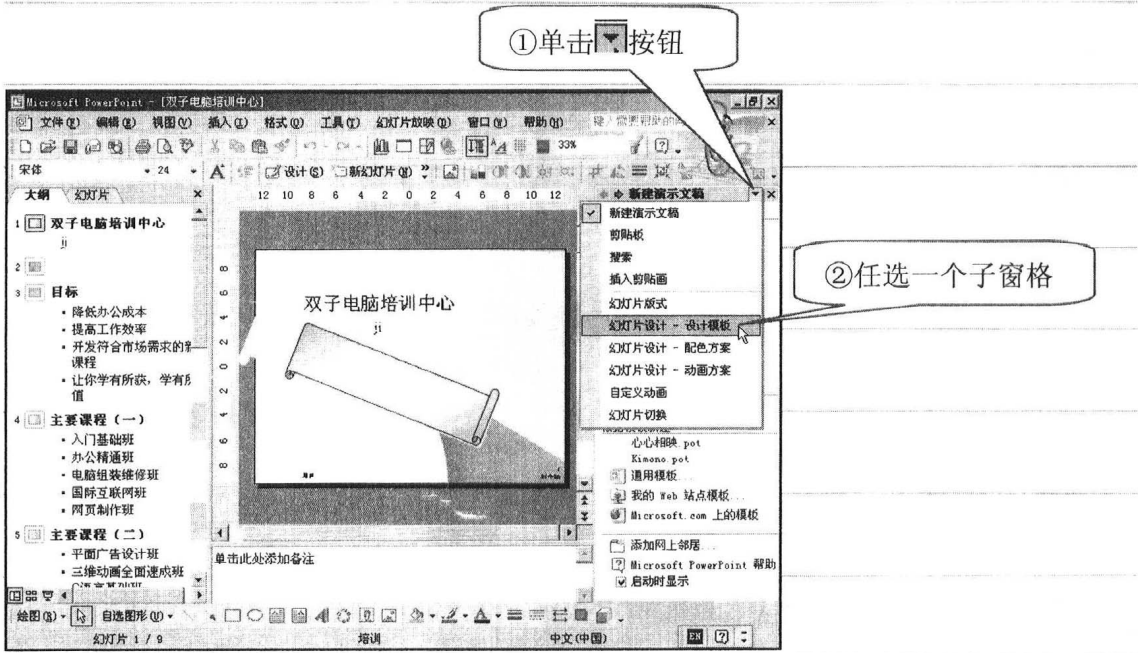 ①单击按钮
Microsoft PowerPoint - [双子电脑培训中心]
文件(F) 编辑(E) 视图(V) 插入(I) 格式(O) 工具(T) 幻灯片放映(D) 窗口(W) 帮助(H)
33%
宋体 24 设计(S) 新幻灯片(N)
大纲 幻灯片
12 10 8 6 4 2 0 2 4 6 8 10 12
新建演示文稿
1 双子电脑培训中心
ji
2
3 目标
降低办公成本
提高工作效率
开发符合市场需求的新
课程
让你学有所获，学有所
值
4 主要课程（一）
入门基础班
办公精通班
电脑组装维修班
国际互联网班
网页制作班
5 主要课程（二）
平面广告设计班
三维动画全面速成班
8
6
4
2
0
2
4
6
8
双子电脑培训中心
ji
单击此处添加备注
新建演示文稿
剪贴板
搜索
插入剪贴画
幻灯片版式
幻灯片设计 - 设计模板
幻灯片设计 - 配色方案
幻灯片设计 - 动画方案
自定义动画
幻灯片切换
②任选一个子窗格
心心相映.pot
Kimono.pot
通用模板...
我的 Web 站点模板...
Microsoft.com 上的模板
添加网上邻居...
Microsoft PowerPoint 帮助
启动时显示
绘图(R) 自选图形(U)
幻灯片 1 / 9 培训 中文(中国) EN